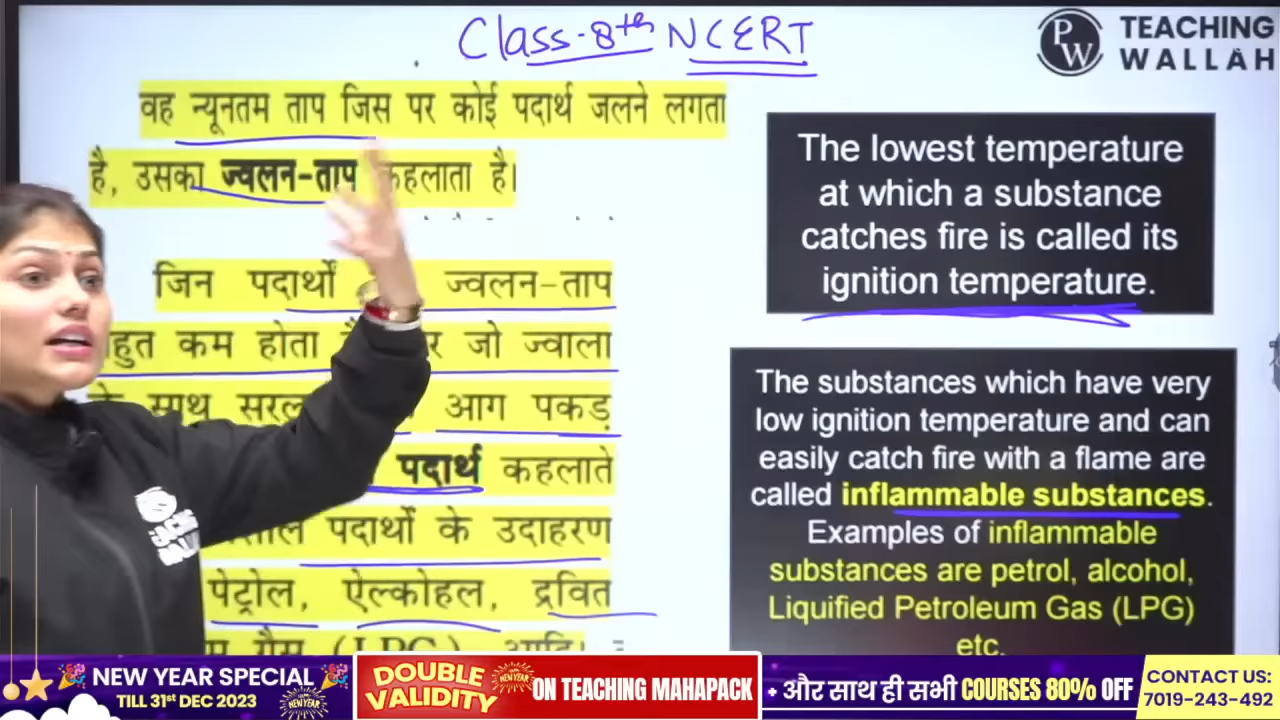 Class-8th NCERT
PW TEACHING
WALLAH
वह न्यूनतम ताप जिस पर कोई पदार्थ जलने लगता
है, उसका ज्वलन-ताप कहलाता है।
जिन पदार्थों ज्वलन-ताप
कम होता जो ज्वाला
साथ आग पकड़
पदार्थ कहलाते
पदार्थों के उदाहरण
पेट्रोल, ऐल्कोहल, द्रवित
गैस (LPG) आदि।
The lowest temperature
at which a substance
catches fire is called its
ignition temperature.
The substances which have very
low ignition temperature and can
easily catch fire with a flame are
called inflammable substances.
Examples of inflammable
substances are petrol, alcohol,
Liquified Petroleum Gas (LPG)
etc.
NEW YEAR SPECIAL
TILL 31st DEC 2023
DOUBLE
VALIDITY
ON TEACHING MAHAPACK
+ और साथ ही सभी COURSES 80% OFF
CONTACT US:
7019-243-492